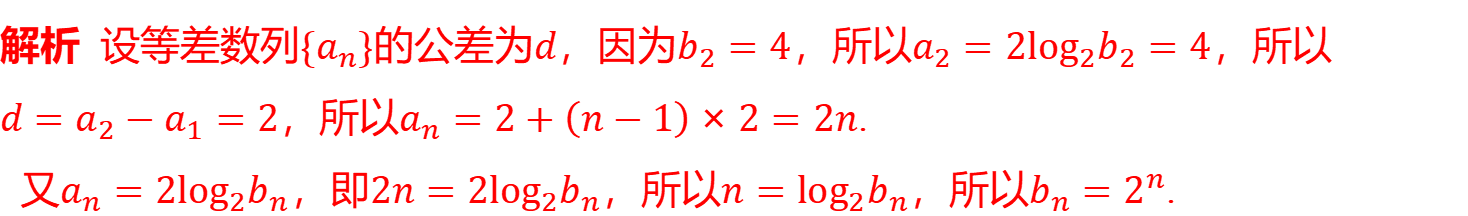 解析 设等差数列{aₙ}的公差为d，因为b₂ = 4，所以a₂ = 2log₂b₂ = 4，所以
d = a₂ − a₁ = 2，所以aₙ = 2 + (n − 1) × 2 = 2n.
又aₙ = 2log₂bₙ，即2n = 2log₂bₙ，所以n = log₂bₙ，所以bₙ = 2ⁿ.